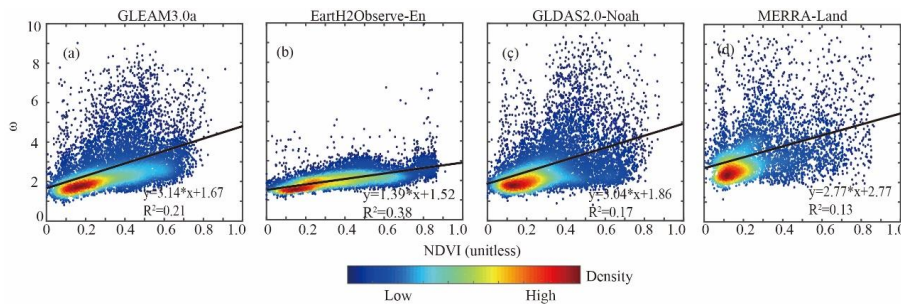 GLEAM3.0a
EartH2Observe-En
GLDAS2.0-Noah
MERRA-Land
(a)
(b)
(c)
(d)
10
8
6
4
2
0
ω
y=3.14*x+1.67
R²=0.21
y=1.39*x+1.52
R²=0.38
y=3.04*x+1.86
R²=0.17
y=2.77*x+2.77
R²=0.13
0 0.2 0.4 0.6 0.8 1.0
0 0.2 0.4 0.6 0.8 1.0
0 0.2 0.4 0.6 0.8 1.0
0 0.2 0.4 0.6 0.8 1.0
NDVI (unitless)
Density
Low High